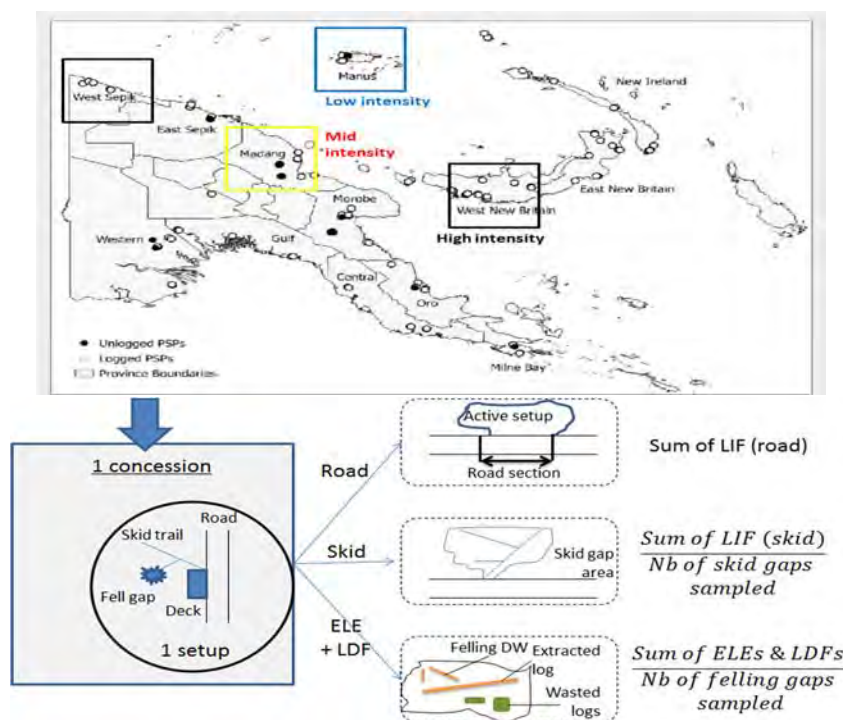 Manus
Low intensity
New Ireland
West Sepik
East Sepik
Mid
intensity
Madang
East New Britain
West New Britain
High intensity
Morobe
Western
Gulf
Central
Oro
Milne Bay
Unlogged PSPs
Logged PSPs
Province Boundaries
1 concession
Road
Skid trail
Fell gap
Deck
1 setup
Road
Skid
ELE
+ LDF
Active setup
Road section
Sum of LIF (road)
Skid gap
area
Sum of LIF (skid)
Nb of skid gaps
sampled
Felling DW
Extracted
log
Wasted
logs
Sum of ELEs & LDFs
Nb of felling gaps
sampled